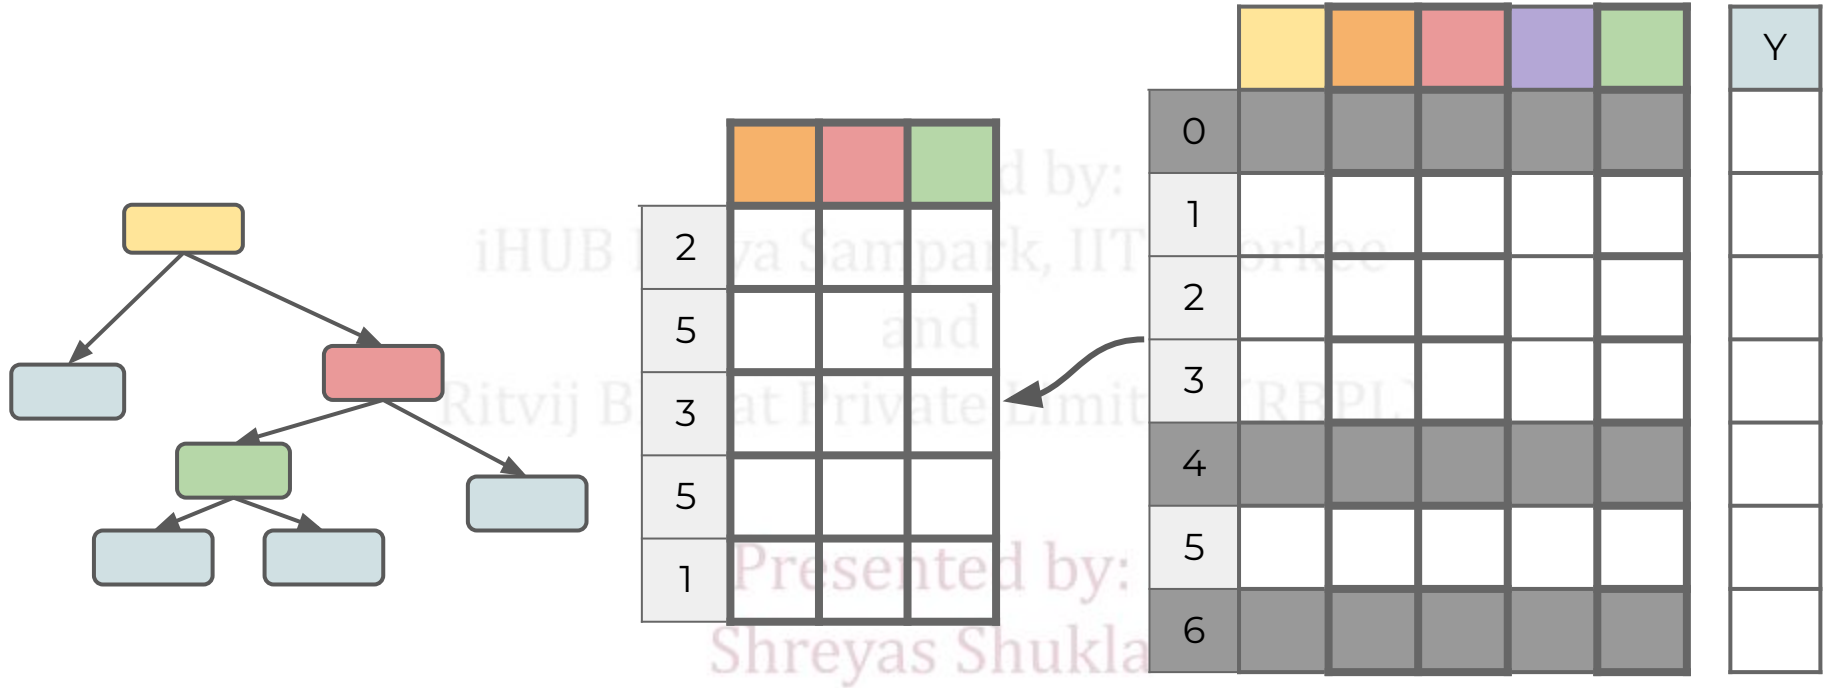 Y
0
1
2
3
4
5
6
2
5
3
5
1
d by:
iHUB ya Sampark, IIT orkee
and
Ritvij B at Private Limit (RBPL)
Presented by:
Shreyas Shukla